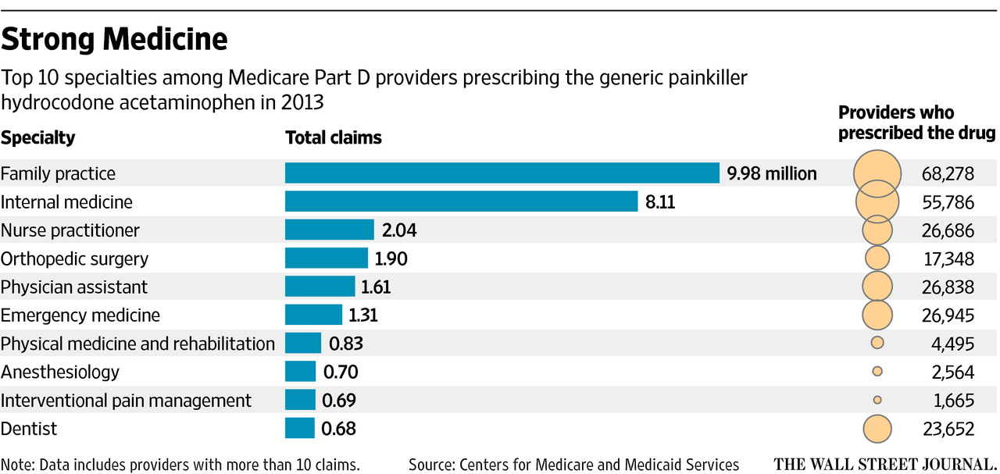 Strong Medicine
Top 10 specialties among Medicare Part D providers prescribing the generic painkiller
hydrocodone acetaminophen in 2013
Specialty Total claims Providers who
prescribed the drug
Family practice 9.98 million 68,278
Internal medicine 8.11 55,786
Nurse practitioner 2.04 26,686
Orthopedic surgery 1.90 17,348
Physician assistant 1.61 26,838
Emergency medicine 1.31 26,945
Physical medicine and rehabilitation 0.83 4,495
Anesthesiology 0.70 2,564
Interventional pain management 0.69 1,665
Dentist 0.68 23,652
Note: Data includes providers with more than 10 claims. Source: Centers for Medicare and Medicaid Services THE WALL STREET JOURNAL.